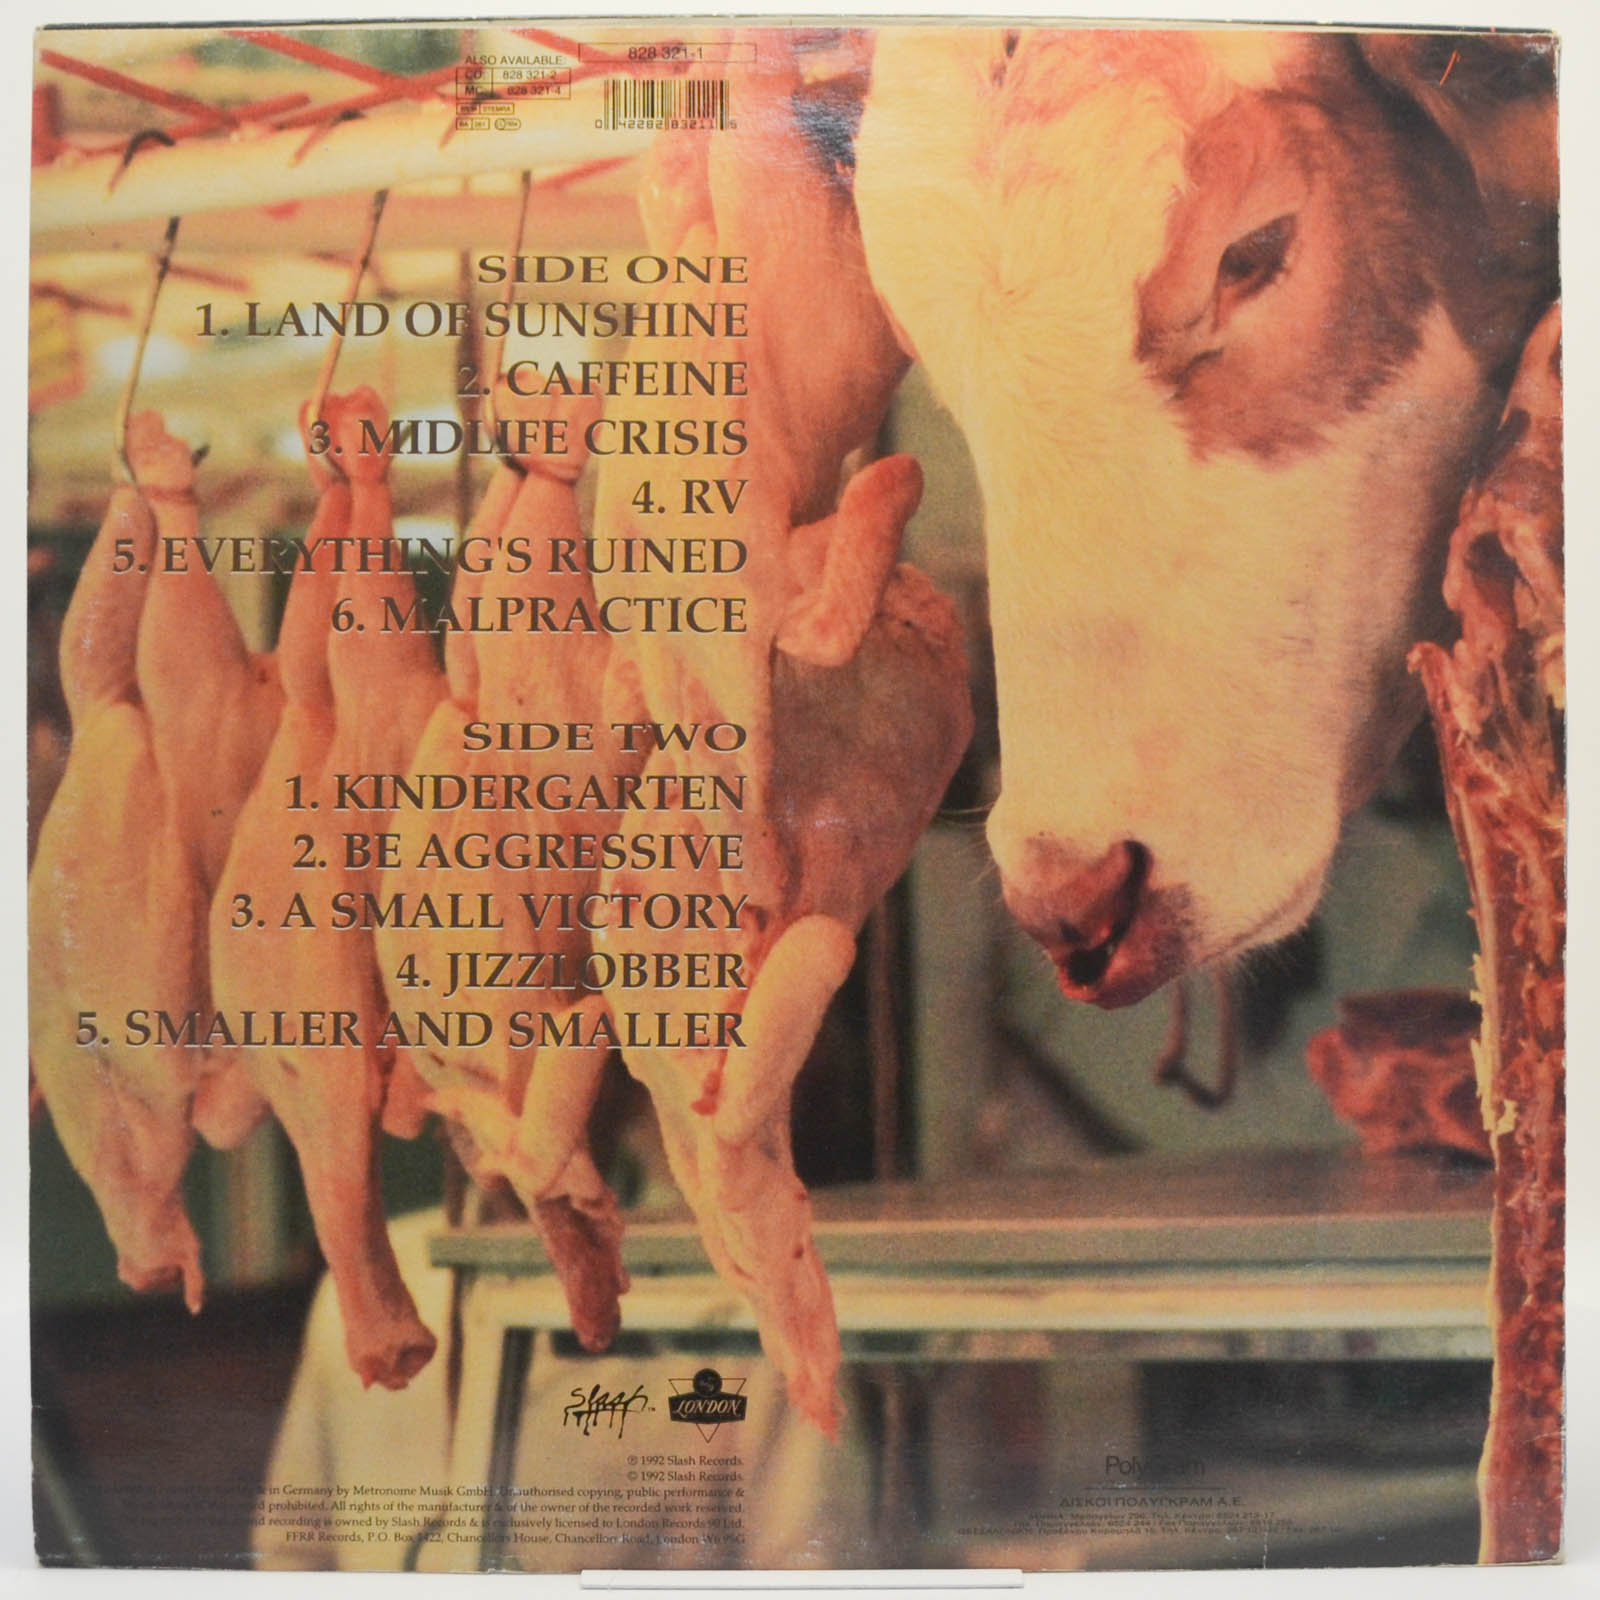 828 321-1
ALSO AVAILABLE:
CD: 828 321-2
MC: 828 321-4
BIEM STEMRA
0 42282 83211 5
SIDE ONE
1. LAND OF SUNSHINE
2. CAFFEINE
3. MIDLIFE CRISIS
4. RV
5. EVERYTHING'S RUINED
6. MALPRACTICE
SIDE TWO
1. KINDERGARTEN
2. BE AGGRESSIVE
3. A SMALL VICTORY
4. JIZZLOBBER
5. SMALLER AND SMALLER
Slash ™
LONDON
℗ 1992 Slash Records.
© 1992 Slash Records.
in Germany by Metronome Musik GmbH. Unauthorised copying, public performance &
prohibited. All rights of the manufacturer & of the owner of the recorded work reserved.
recording is owned by Slash Records & is exclusively licensed to London Records 90 Ltd.
FFRR Records, P.O. Box 1422, Chancellors House, Chancellors Road, London W6 9SG
PolyGram
ΔΙΣΚΟΙ ΠΟΛΥΓΚΡΑΜ Α.Ε.